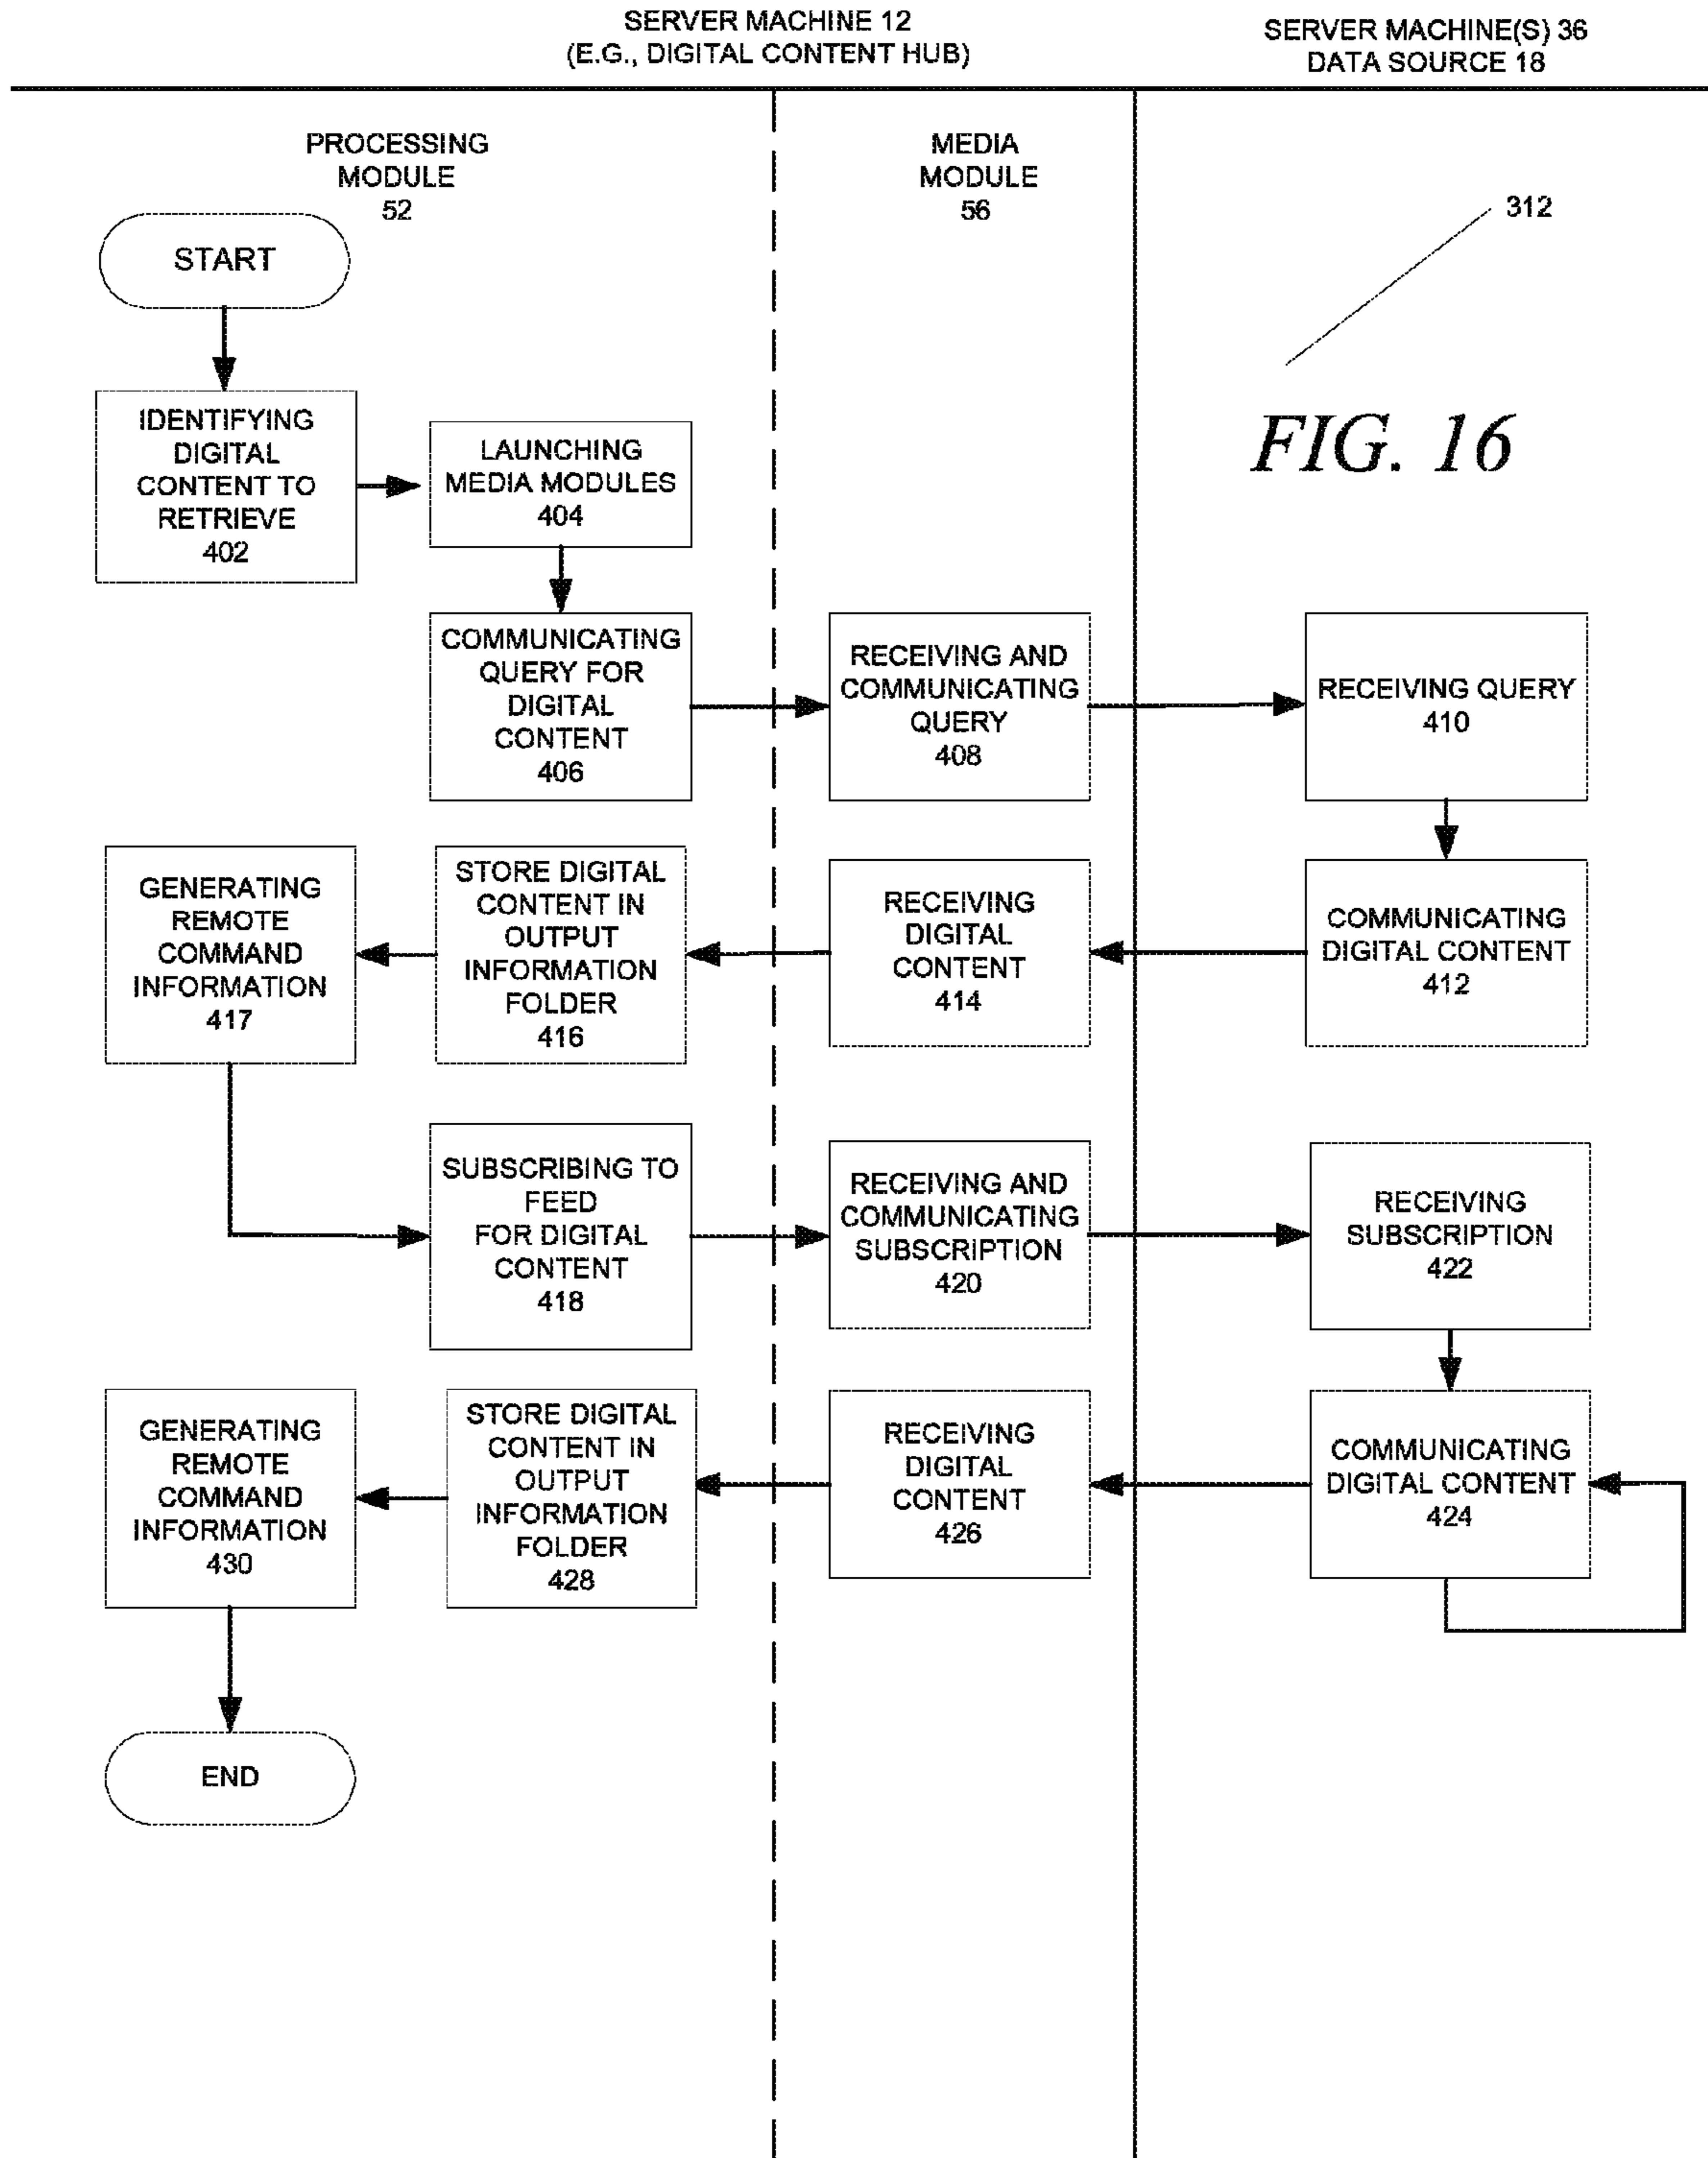 SERVER MACHINE 12
(E.G., DIGITAL CONTENT HUB)
SERVER MACHINE(S) 36
DATA SOURCE 18
PROCESSING
MODULE
52
MEDIA
MODULE
56
312
FIG. 16
START
IDENTIFYING
DIGITAL
CONTENT TO
RETRIEVE
402
LAUNCHING
MEDIA MODULES
404
COMMUNICATING
QUERY FOR
DIGITAL
CONTENT
406
RECEIVING AND
COMMUNICATING
QUERY
408
RECEIVING QUERY
410
GENERATING
REMOTE
COMMAND
INFORMATION
417
STORE DIGITAL
CONTENT IN
OUTPUT
INFORMATION
FOLDER
416
RECEIVING
DIGITAL
CONTENT
414
COMMUNICATING
DIGITAL CONTENT
412
SUBSCRIBING TO
FEED
FOR DIGITAL
CONTENT
418
RECEIVING AND
COMMUNICATING
SUBSCRIPTION
420
RECEIVING
SUBSCRIPTION
422
GENERATING
REMOTE
COMMAND
INFORMATION
430
STORE DIGITAL
CONTENT IN
OUTPUT
INFORMATION
FOLDER
428
RECEIVING
DIGITAL
CONTENT
426
COMMUNICATING
DIGITAL CONTENT
424
END